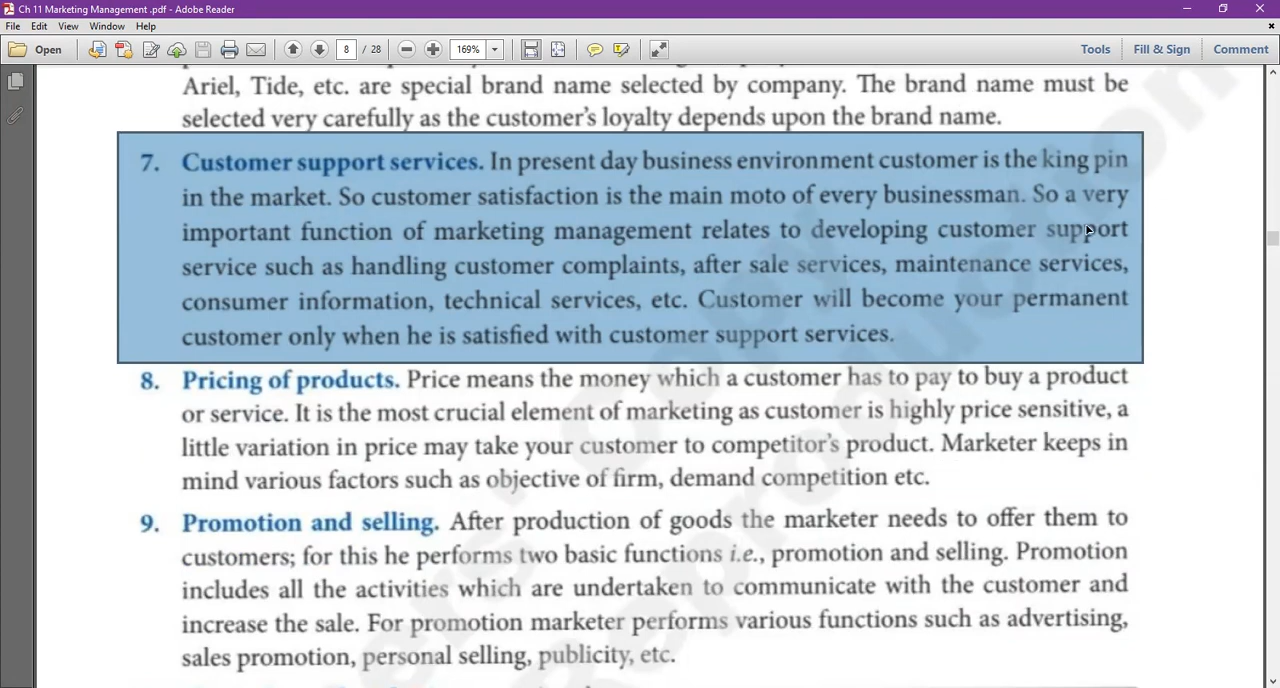 Ch 11 Marketing Management .pdf - Adobe Reader
File Edit View Window Help
Open 8 / 28 169% Tools Fill & Sign Comment
Ariel, Tide, etc. are special brand name selected by company. The brand name must be
selected very carefully as the customer's loyalty depends upon the brand name.
7. Customer support services. In present day business environment customer is the king pin
in the market. So customer satisfaction is the main moto of every businessman. So a very
important function of marketing management relates to developing customer support
service such as handling customer complaints, after sale services, maintenance services,
consumer information, technical services, etc. Customer will become your permanent
customer only when he is satisfied with customer support services.
8. Pricing of products. Price means the money which a customer has to pay to buy a product
or service. It is the most crucial element of marketing as customer is highly price sensitive, a
little variation in price may take your customer to competitor's product. Marketer keeps in
mind various factors such as objective of firm, demand competition etc.
9. Promotion and selling. After production of goods the marketer needs to offer them to
customers; for this he performs two basic functions i.e., promotion and selling. Promotion
includes all the activities which are undertaken to communicate with the customer and
increase the sale. For promotion marketer performs various functions such as advertising,
sales promotion, personal selling, publicity, etc.